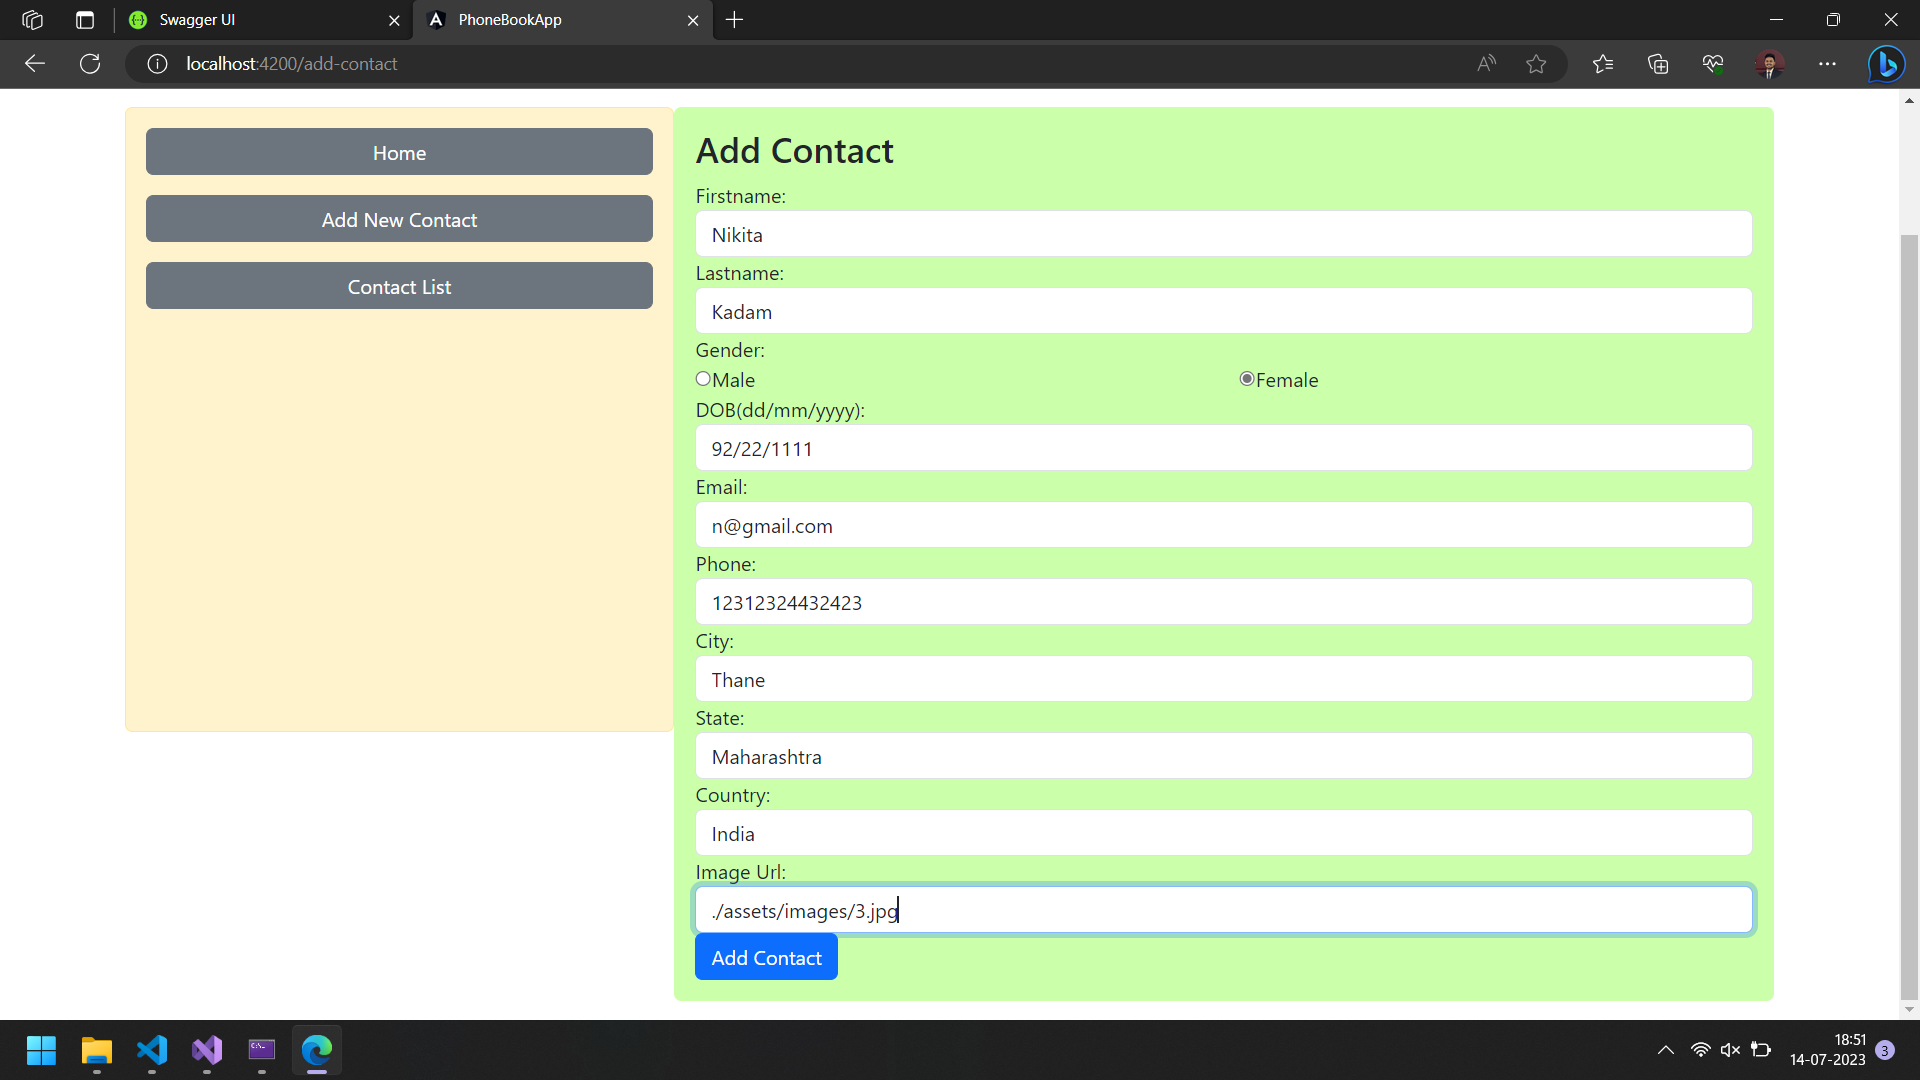 Swagger UI
PhoneBookApp
localhost:4200/add-contact
Home
Add New Contact
Contact List
Add Contact
Firstname:
Nikita
Lastname:
Kadam
Gender:
Male Female
DOB(dd/mm/yyyy):
92/22/1111
Email:
n@gmail.com
Phone:
12312324432423
City:
Thane
State:
Maharashtra
Country:
India
Image Url:
./assets/images/3.jpg
Add Contact
18:51
14-07-2023
3